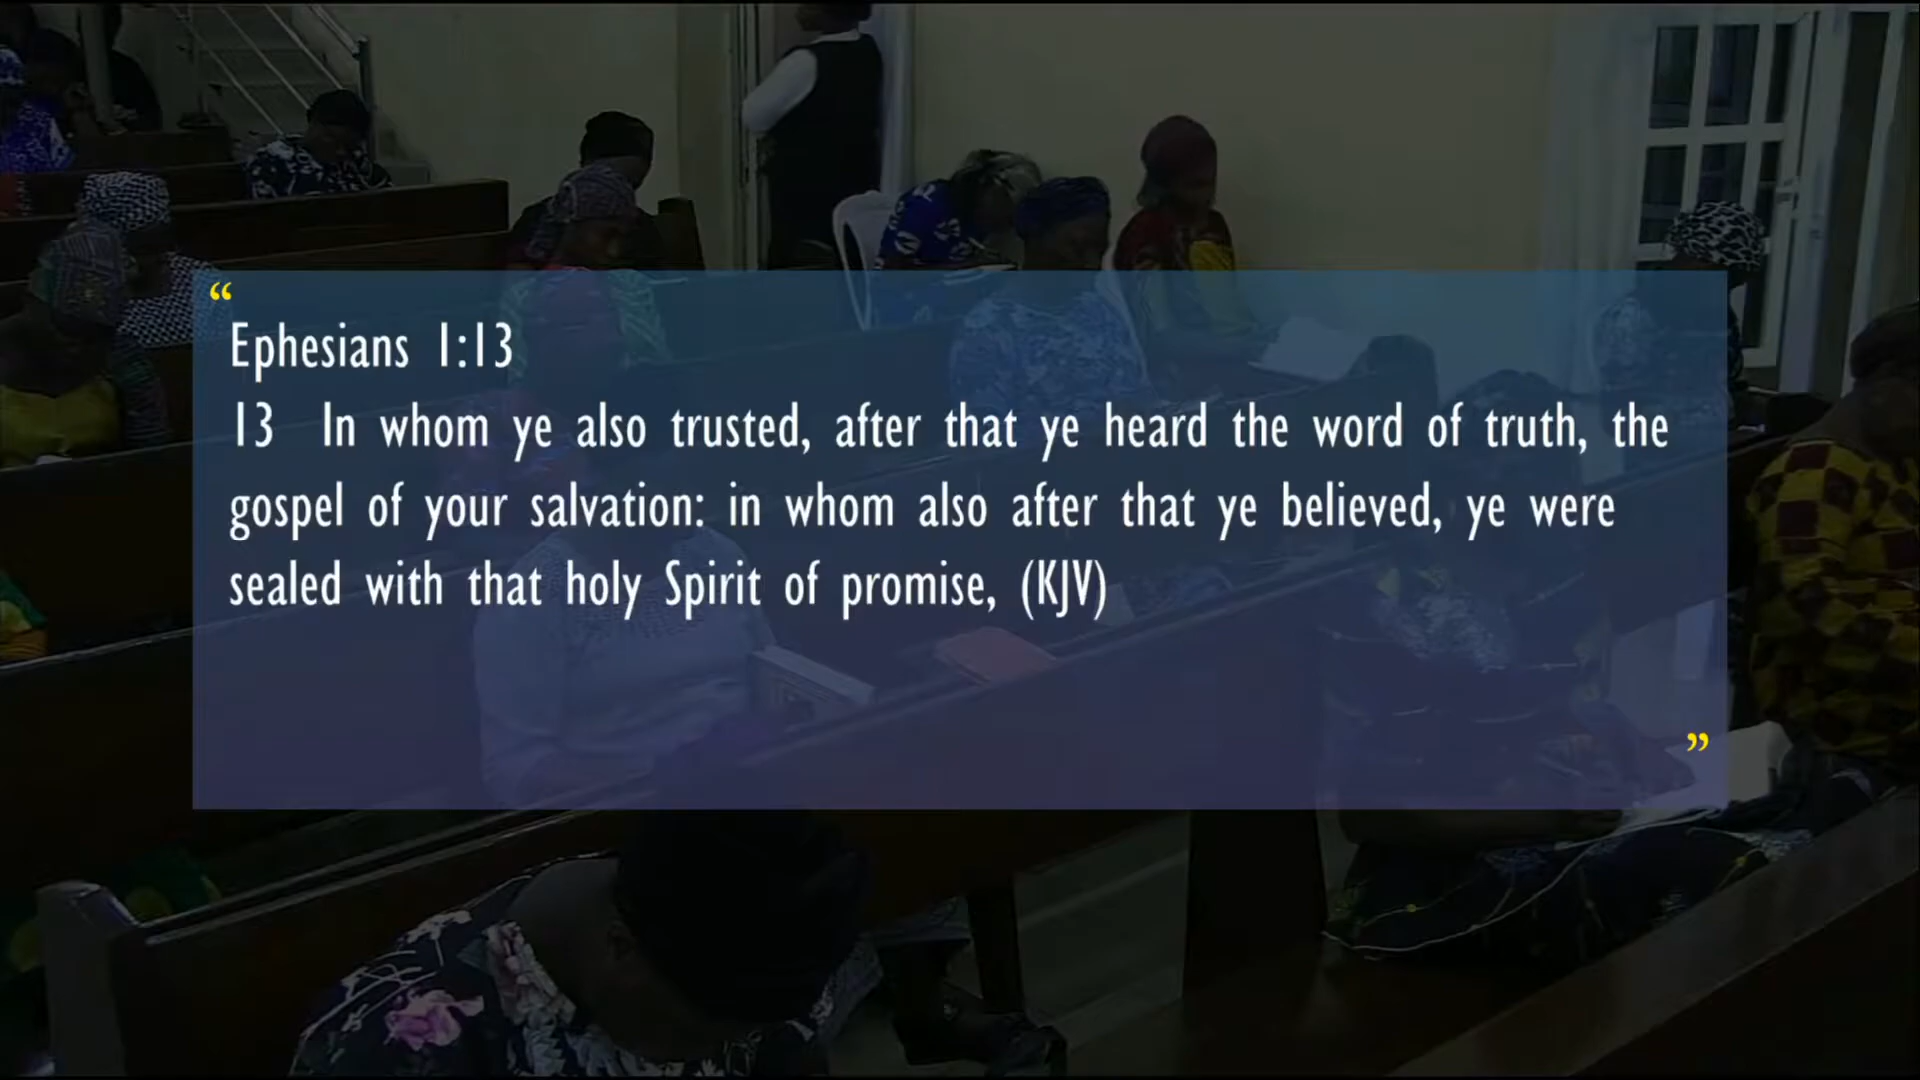 “
Ephesians 1:13
13 In whom ye also trusted, after that ye heard the word of truth, the
gospel of your salvation: in whom also after that ye believed, ye were
sealed with that holy Spirit of promise, (KJV)
”